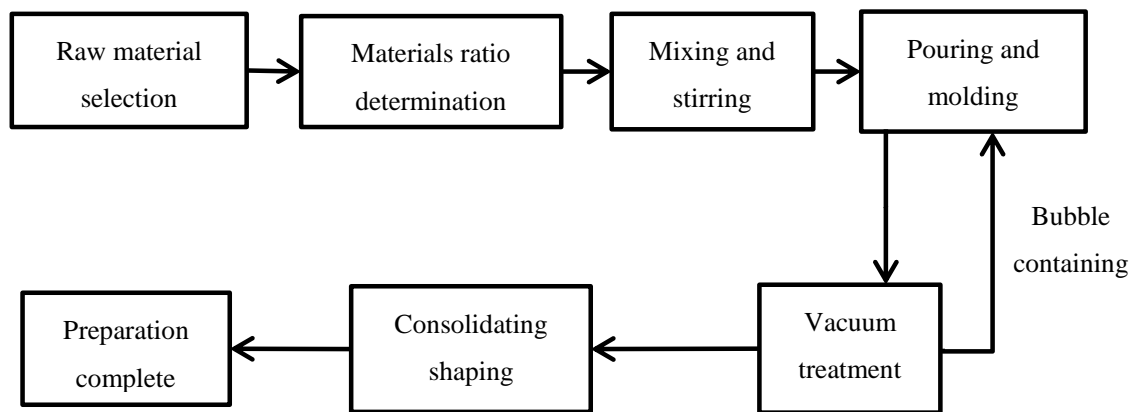 Raw material
selection
Materials ratio
determination
Mixing and
stirring
Pouring and
molding
Bubble
containing
Preparation
complete
Consolidating
shaping
Vacuum
treatment